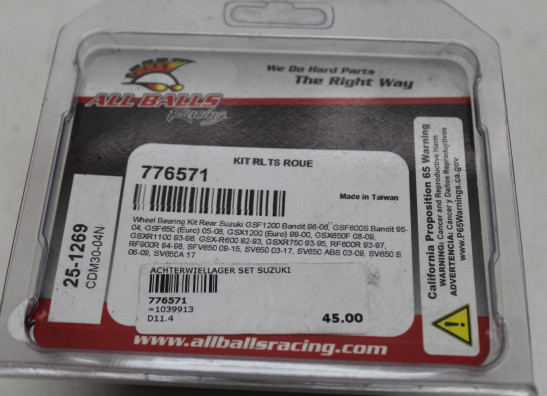 We Do Hard Parts
The Right Way
ALL BALLS
Racing
KIT RLTS ROUE
776571
Made in Taiwan
Wheel Bearing Kit Rear Suzuki GSF1200 Bandit 96-06, GSF600S Bandit 95-
04, GSF650 (Euro) 05-08, GSX1200 (Euro) 99-00, GSX650F 08-09,
GSXR1100 93-98, GSX-R600 92-93, GSXR750 93-95, RF600R 93-97,
RF900R 94-98, SFV650 09-15, SV650 03-17, SV650 ABS 03-09, SV650 S
06-09, SV650A 17
ACHTERWIELLAGER SET SUZUKI
776571
=1039913
D11.4
45.00
www.allballsracing.com
25-1269
CDM30-04N
California Proposition 65 Warning
WARNING: Cancer and Reproductive Harm
ADVERTENCIA: Cáncer y Daños Reproductivos
www.P65Warnings.ca.gov